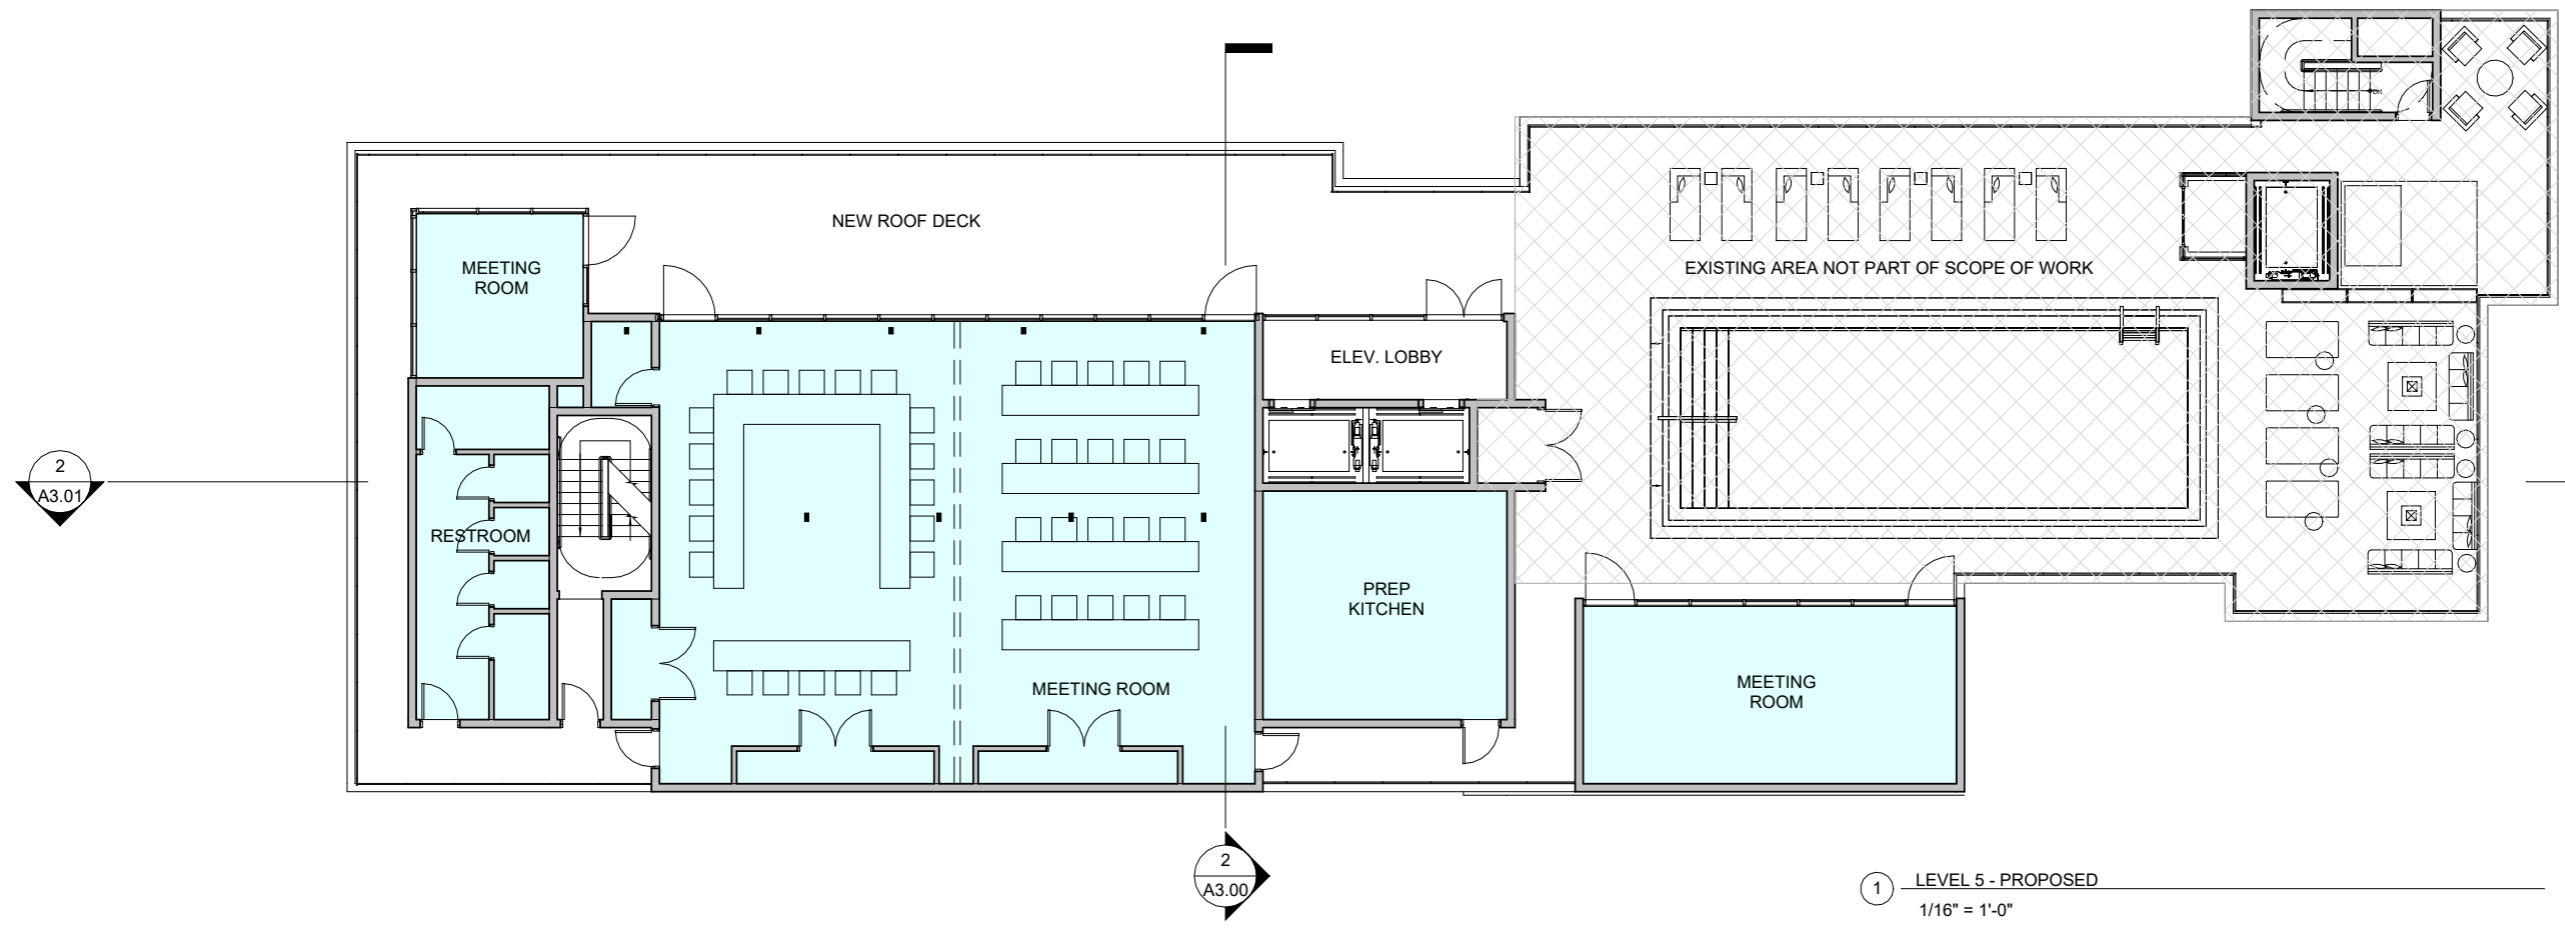 NEW ROOF DECK
MEETING
ROOM
EXISTING AREA NOT PART OF SCOPE OF WORK
ELEV. LOBBY
2
A3.01
RESTROOM
PREP
KITCHEN
MEETING ROOM
MEETING
ROOM
2
A3.00
1
LEVEL 5 - PROPOSED
1/16" = 1'-0"